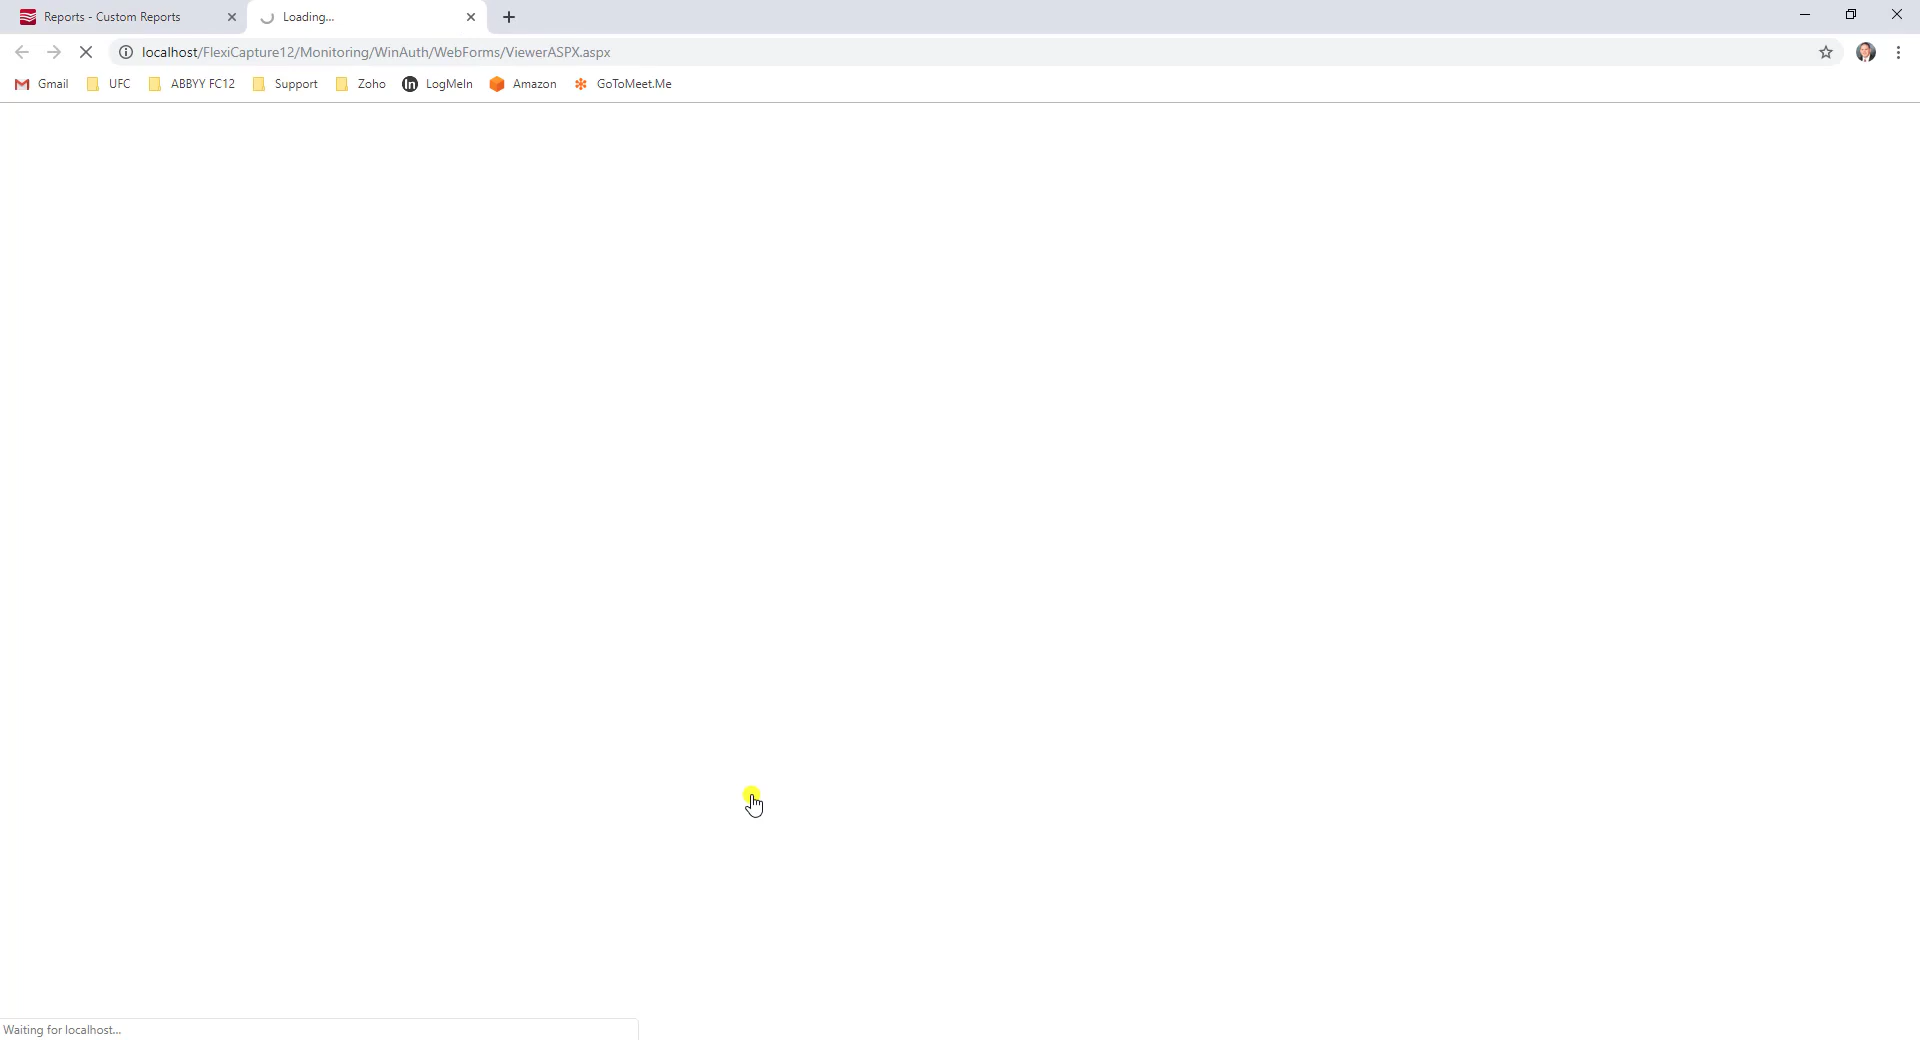 Reports - Custom Reports
Loading...
localhost/FlexiCapture12/Monitoring/WinAuth/WebForms/ViewerASPX.aspx
Gmail UFC ABBYY FC12 Support Zoho In LogMeIn Amazon GoToMeet.Me
Waiting for localhost...